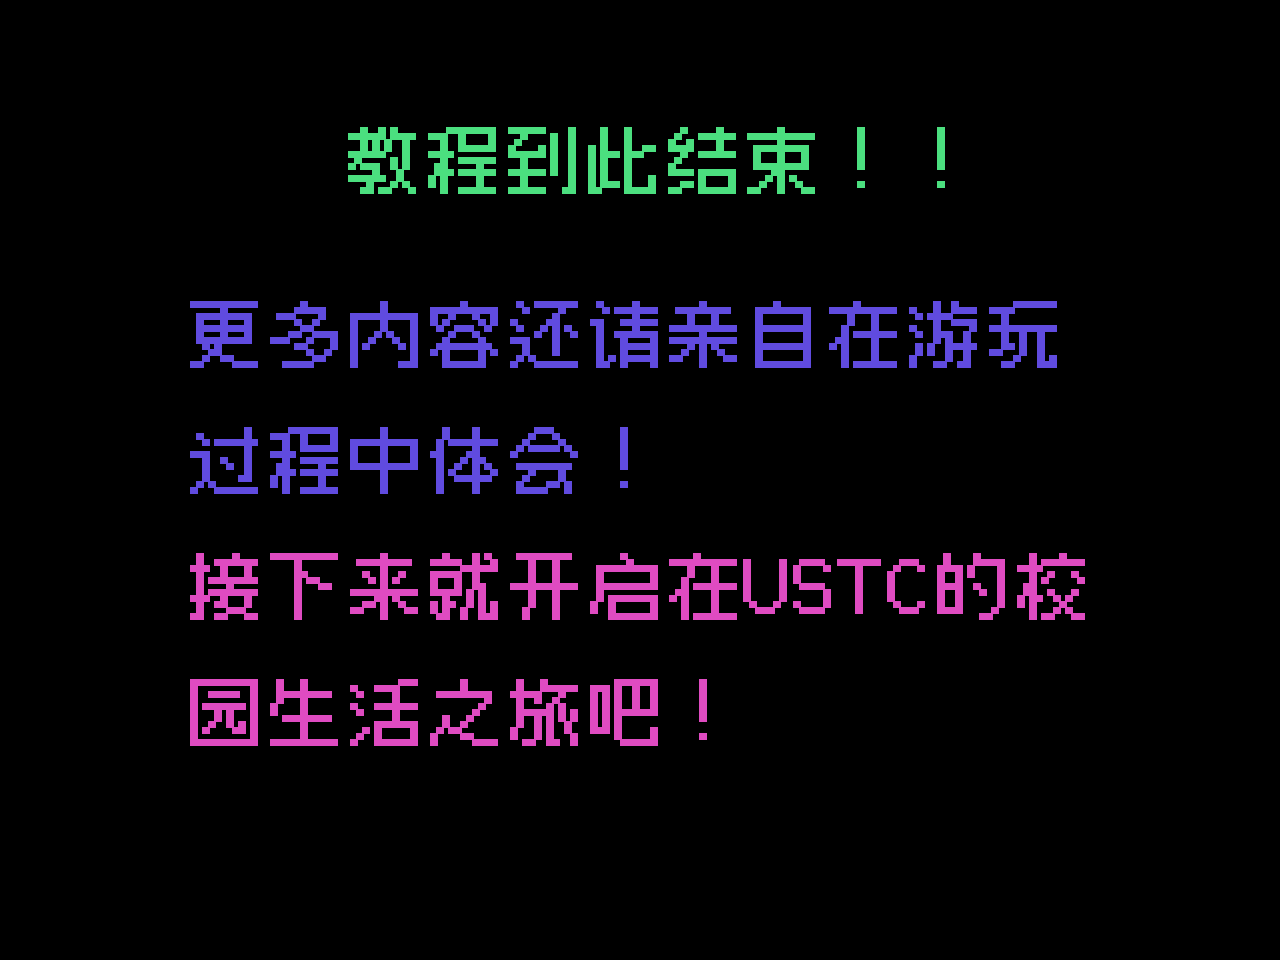 教程到此结束！！
更多内容还请亲自在游玩
过程中体会！
接下来就开启在USTC的校
园生活之旅吧！